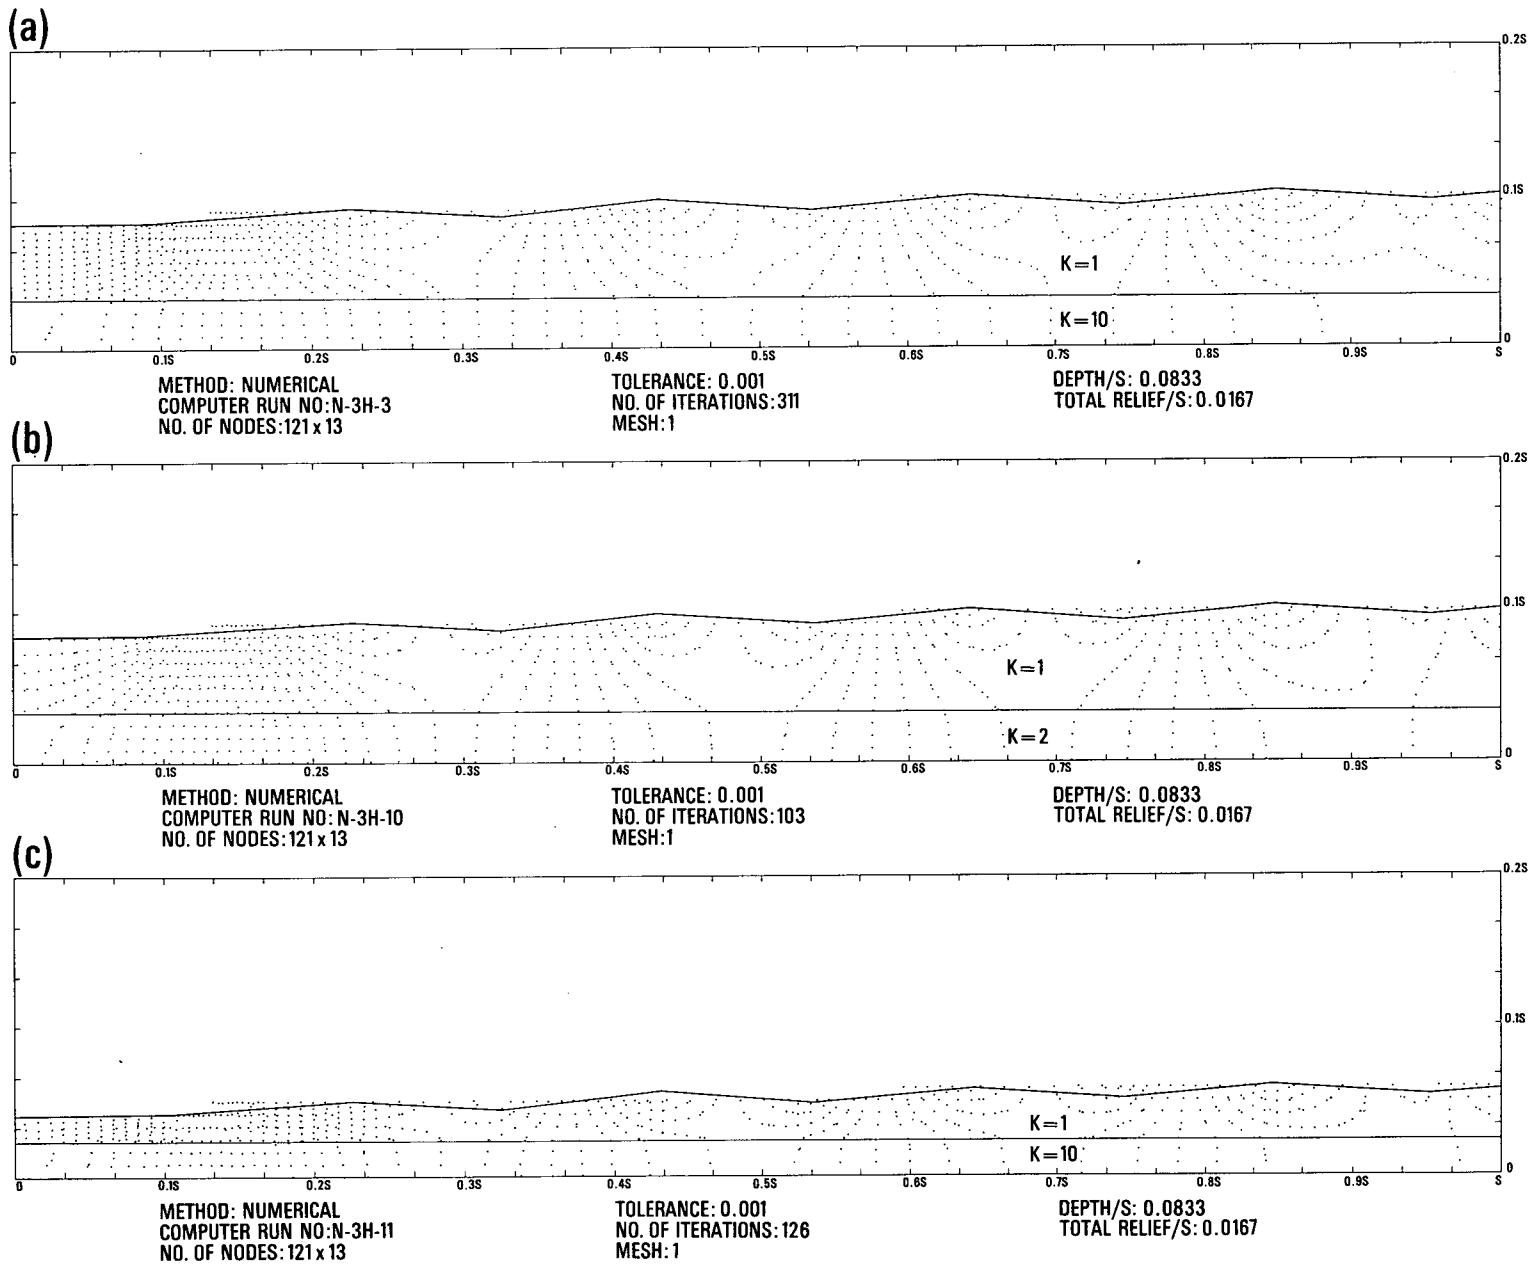 (a)
0.2S
0.1S
K=1
K=10
0
0 0.1S 0.2S 0.3S 0.4S 0.5S 0.6S 0.7S 0.8S 0.9S S
METHOD: NUMERICAL TOLERANCE: 0.001 DEPTH/S: 0.0833
COMPUTER RUN NO:N-3H-3 NO. OF ITERATIONS:311 TOTAL RELIEF/S:0.0167
NO. OF NODES:121 x 13 MESH:1
(b)
0.2S
0.1S
K=1
K=2
0
0 0.1S 0.2S 0.3S 0.4S 0.5S 0.6S 0.7S 0.8S 0.9S S
METHOD: NUMERICAL TOLERANCE: 0.001 DEPTH/S: 0.0833
COMPUTER RUN NO: N-3H-10 NO. OF ITERATIONS:103 TOTAL RELIEF/S: 0.0167
NO. OF NODES:121 x 13 MESH:1
(c)
0.2S
0.1S
K=1
K=10
0
0 0.1S 0.2S 0.3S 0.4S 0.5S 0.6S 0.7S 0.8S 0.9S S
METHOD: NUMERICAL TOLERANCE: 0.001 DEPTH/S: 0.0833
COMPUTER RUN NO:N-3H-11 NO. OF ITERATIONS: 126 TOTAL RELIEF/S: 0.0167
NO. OF NODES:121 x 13 MESH:1